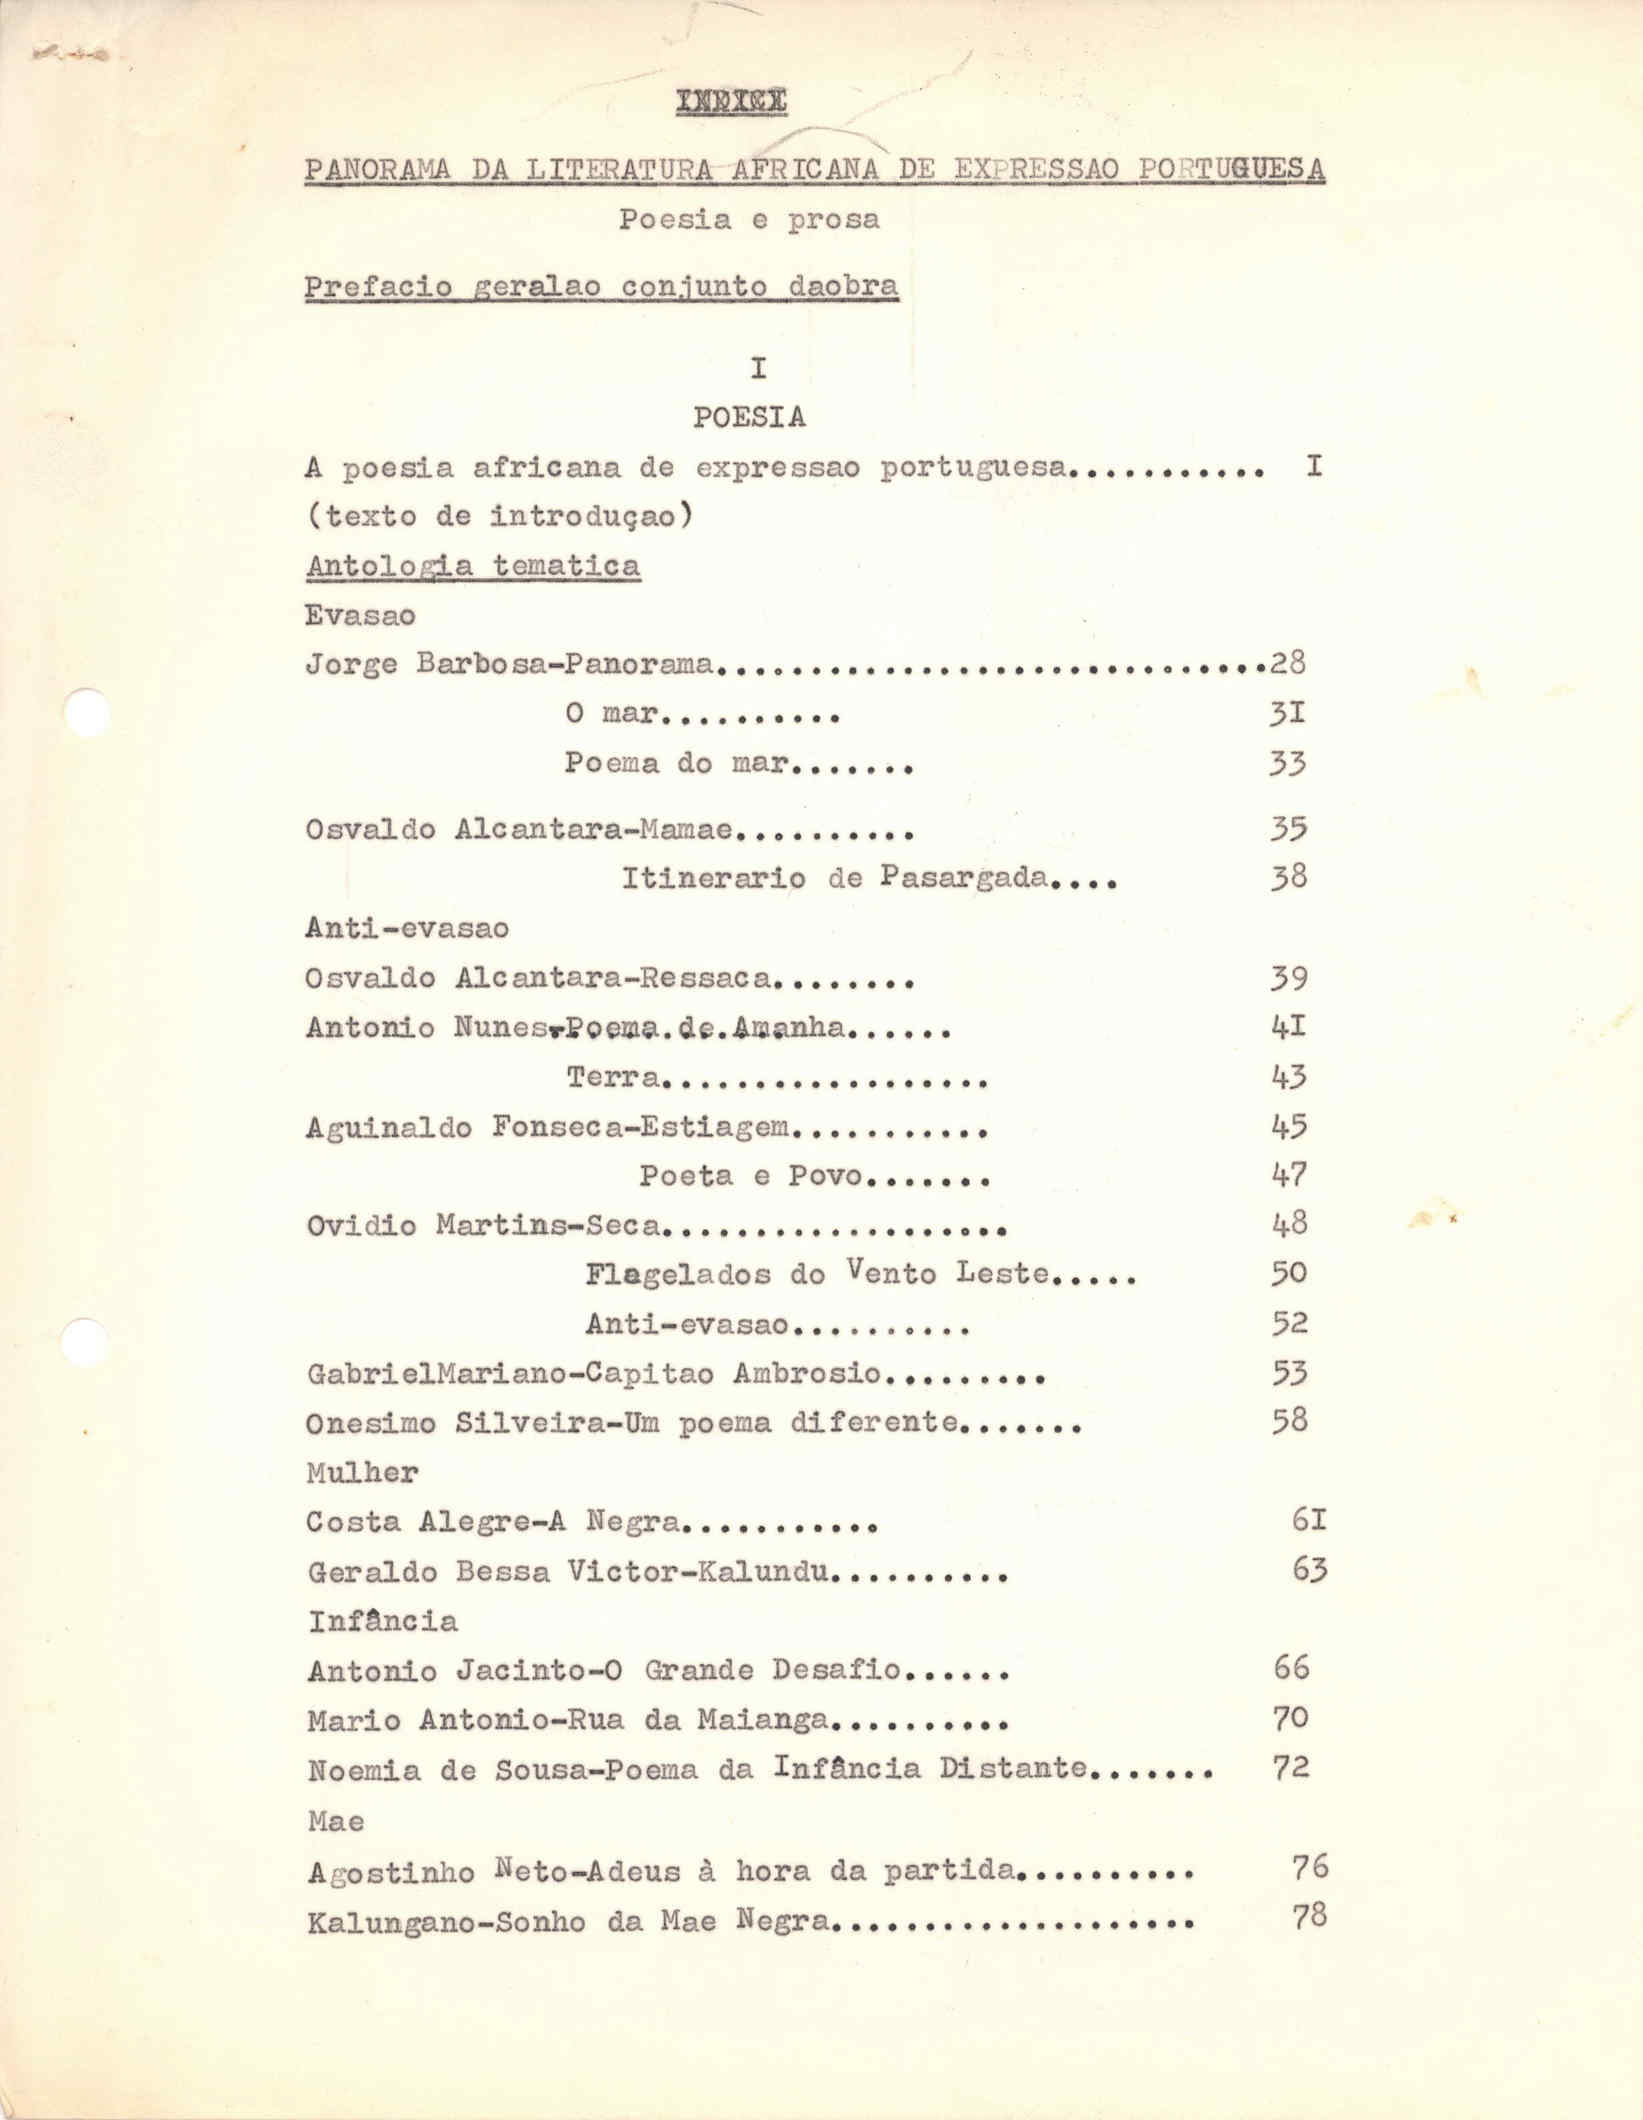 INDICE
PANORAMA DA LITERATURA AFRICANA DE EXPRESSAO PORTUGUESA
Poesia e prosa
Prefacio geralao conjunto daobra
I
POESIA
A poesia africana de expressao portuguesa........... I
(texto de introduçao)
Antologia tematica
Evasao
Jorge Barbosa-Panorama..............................28
O mar.......... 3I
Poema do mar....... 33
Osvaldo Alcantara-Mamae.......... 35
Itinerario de Pasargada.... 38
Anti-evasao
Osvaldo Alcantara-Ressaca........ 39
Antonio Nunes-Poema.de.Amanha...... 4I
Terra.................. 43
Aguinaldo Fonseca-Estiagem........... 45
Poeta e Povo....... 47
Ovidio Martins-Seca................... 48
Flagelados do Vento Leste..... 50
Anti-evasao.......... 52
GabrielMariano-Capitao Ambrosio......... 53
Onesimo Silveira-Um poema diferente....... 58
Mulher
Costa Alegre-A Negra........... 6I
Geraldo Bessa Victor-Kalundu.......... 63
Infância
Antonio Jacinto-O Grande Desafio...... 66
Mario Antonio-Rua da Maianga.......... 70
Noemia de Sousa-Poema da Infância Distante....... 72
Mae
Agostinho Neto-Adeus à hora da partida.......... 76
Kalungano-Sonho da Mae Negra.................... 78